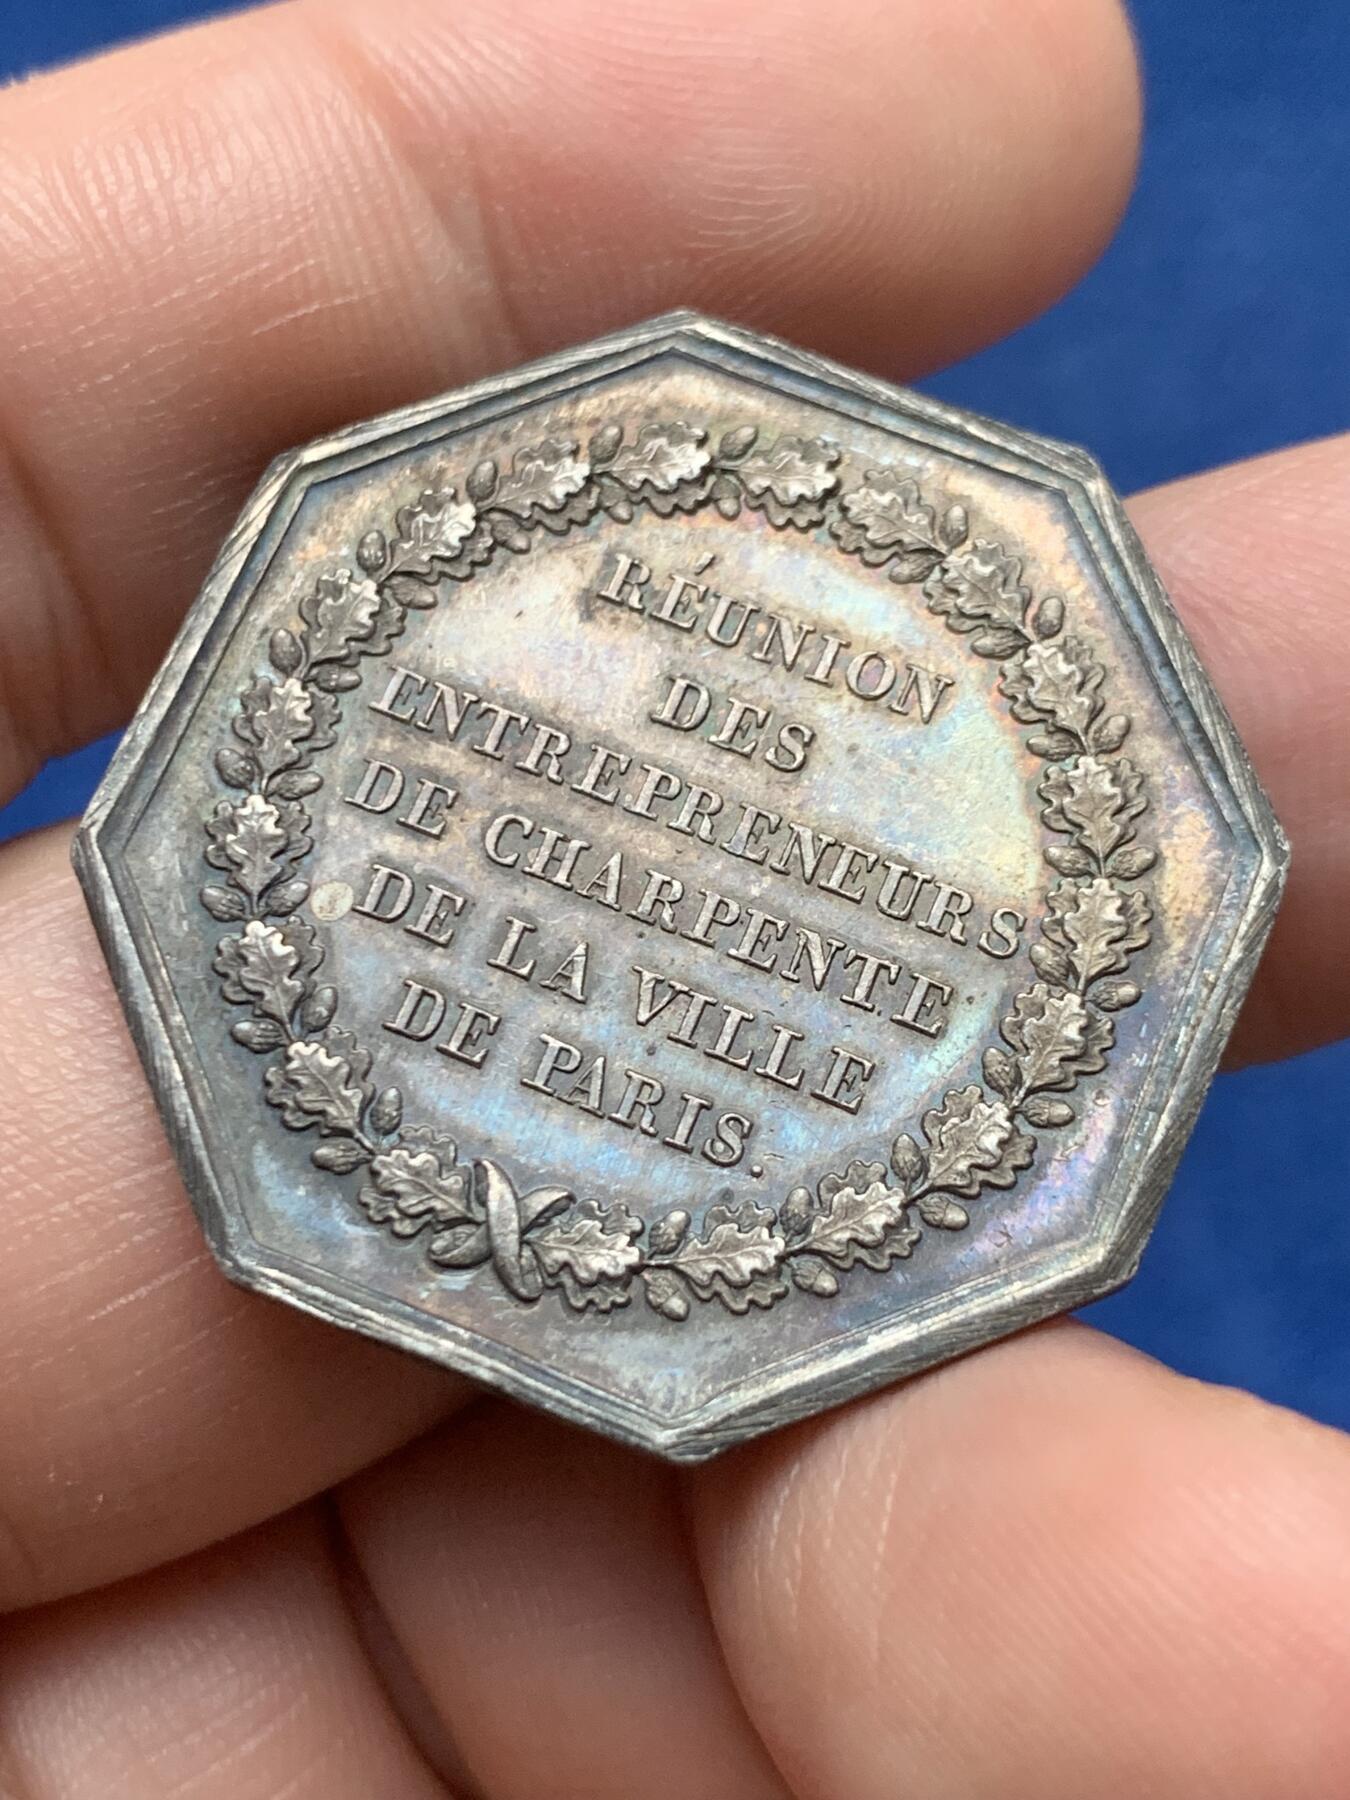 RÉUNION
DES
ENTREPRENEURS
DE CHARPENTE
DE LA VILLE
DE PARIS.